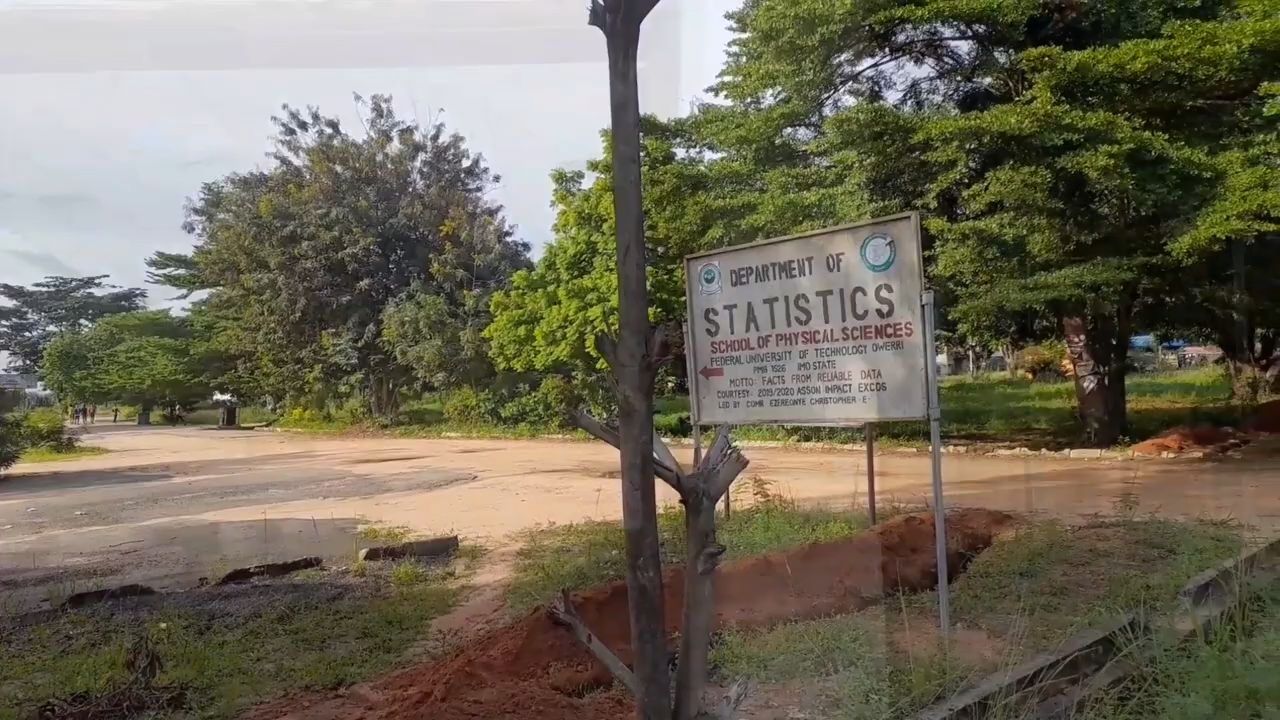 DEPARTMENT OF
STATISTICS
SCHOOL OF PHYSICAL SCIENCES
FEDERAL UNIVERSITY OF TECHNOLOGY OWERRI
PMB 1526 IMO STATE
MOTTO: FACTS FROM RELIABLE DATA
COURTESY: 2019/2020 ASSON IMPACT EXCOS
LED BY COMR EZEREONYE CHRISTOPHER .E.